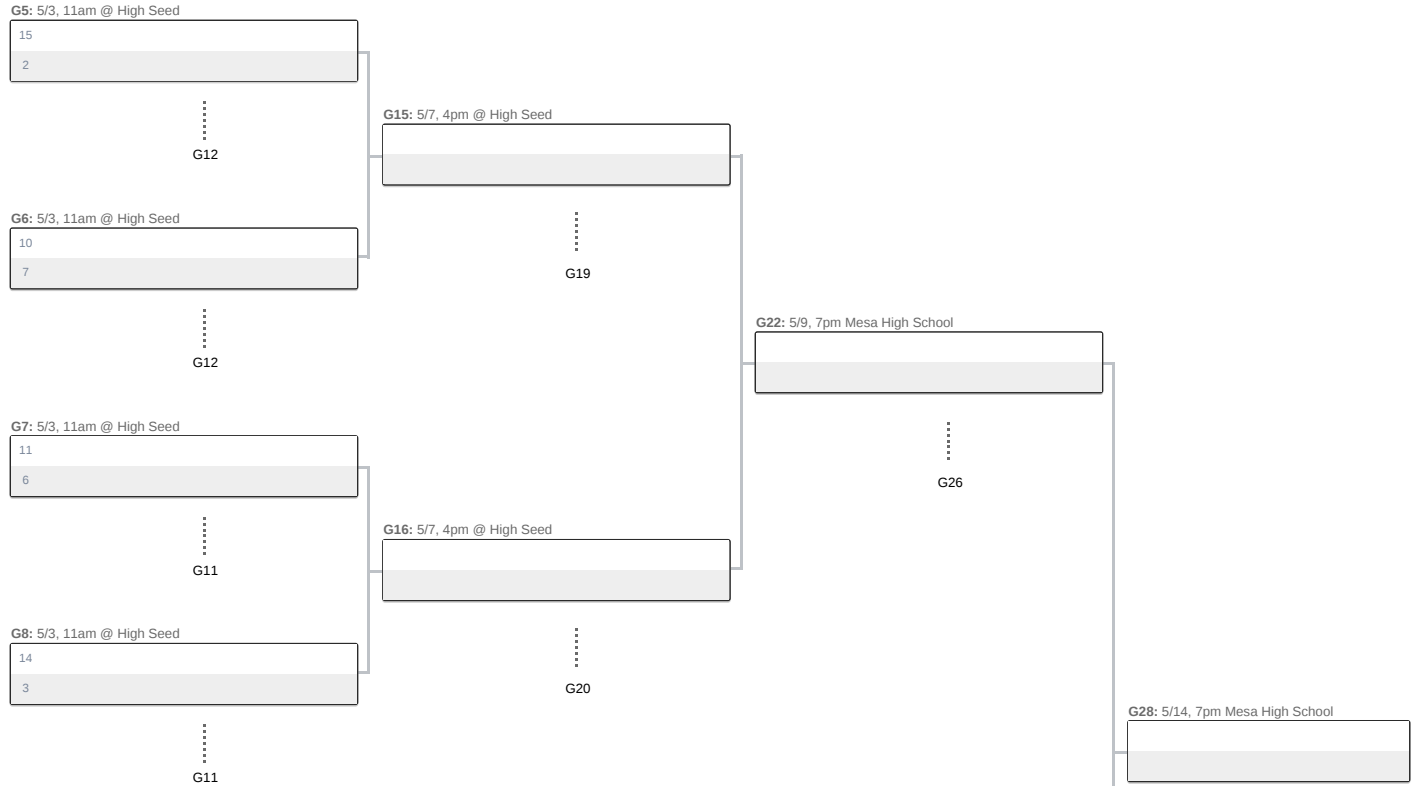 G5: 5/3, 11am @ High Seed
15
2
G12
G15: 5/7, 4pm @ High Seed
G6: 5/3, 11am @ High Seed
10
7
G19
G12
G22: 5/9, 7pm Mesa High School
G7: 5/3, 11am @ High Seed
11
6
G26
G16: 5/7, 4pm @ High Seed
G11
G8: 5/3, 11am @ High Seed
14
3
G20
G28: 5/14, 7pm Mesa High School
G11